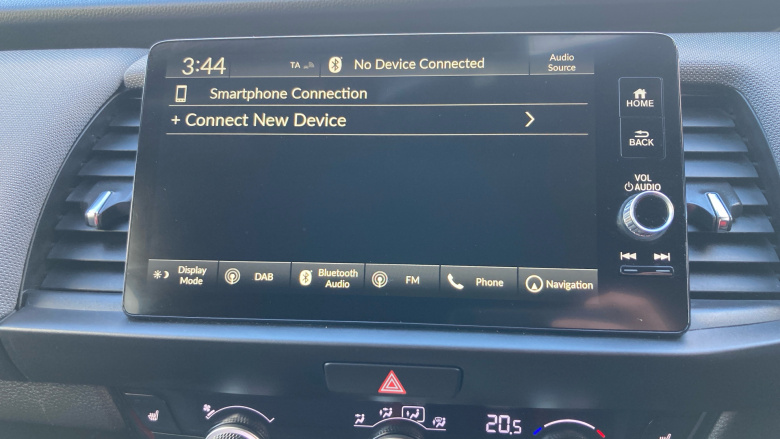 3:44
TA
No Device Connected
Audio
Source
Smartphone Connection
+ Connect New Device
HOME
BACK
VOL
AUDIO
Display
Mode
DAB
Bluetooth
Audio
FM
Phone
Navigation
20.5